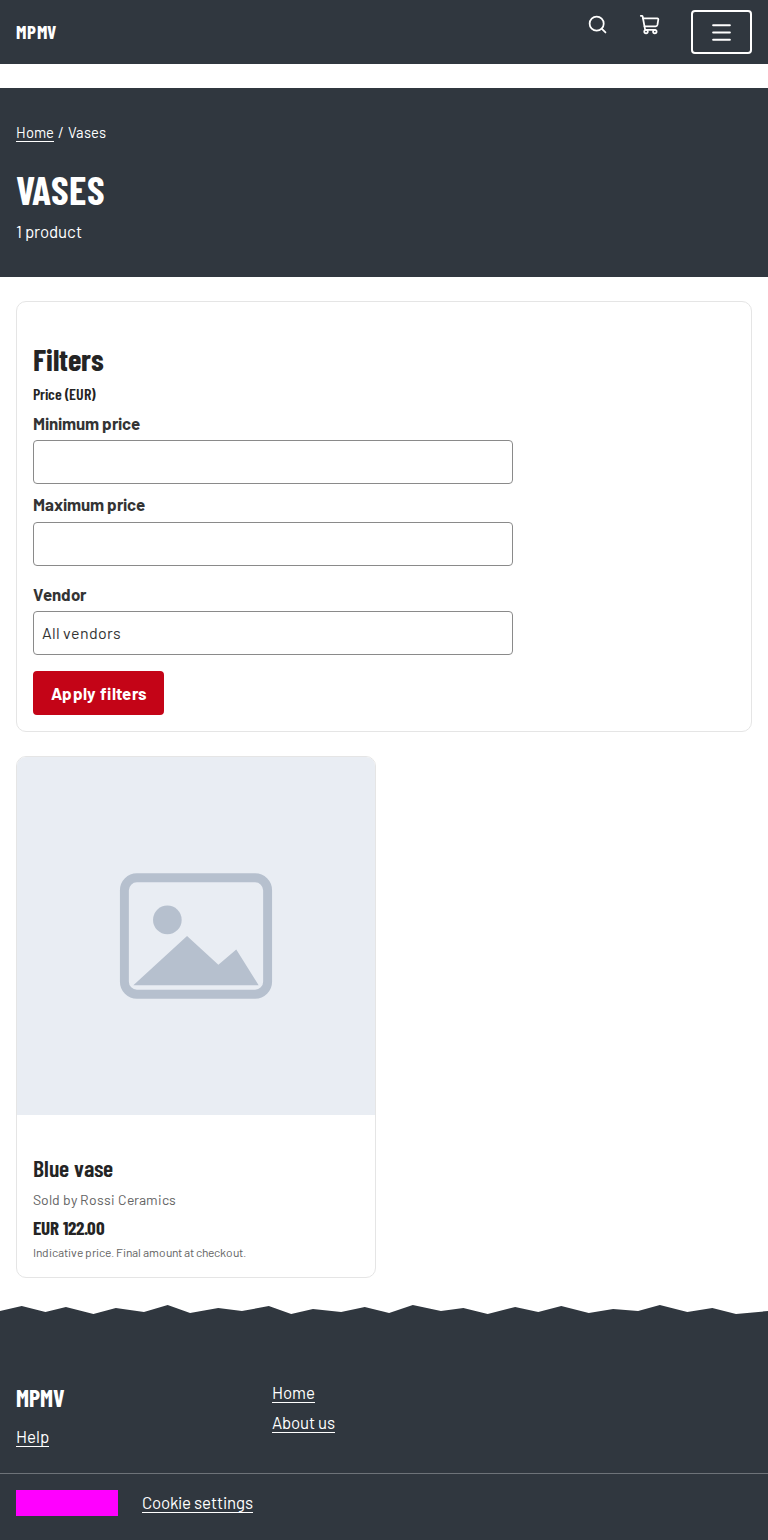 MPMV
Home / Vases
VASES
1 product
Filters
Price (EUR)
Minimum price
Maximum price
Vendor
All vendors
Apply filters
Blue vase
Sold by Rossi Ceramics
EUR 122.00
Indicative price. Final amount at checkout.
MPMV
Help
Home
About us
Cookie settings